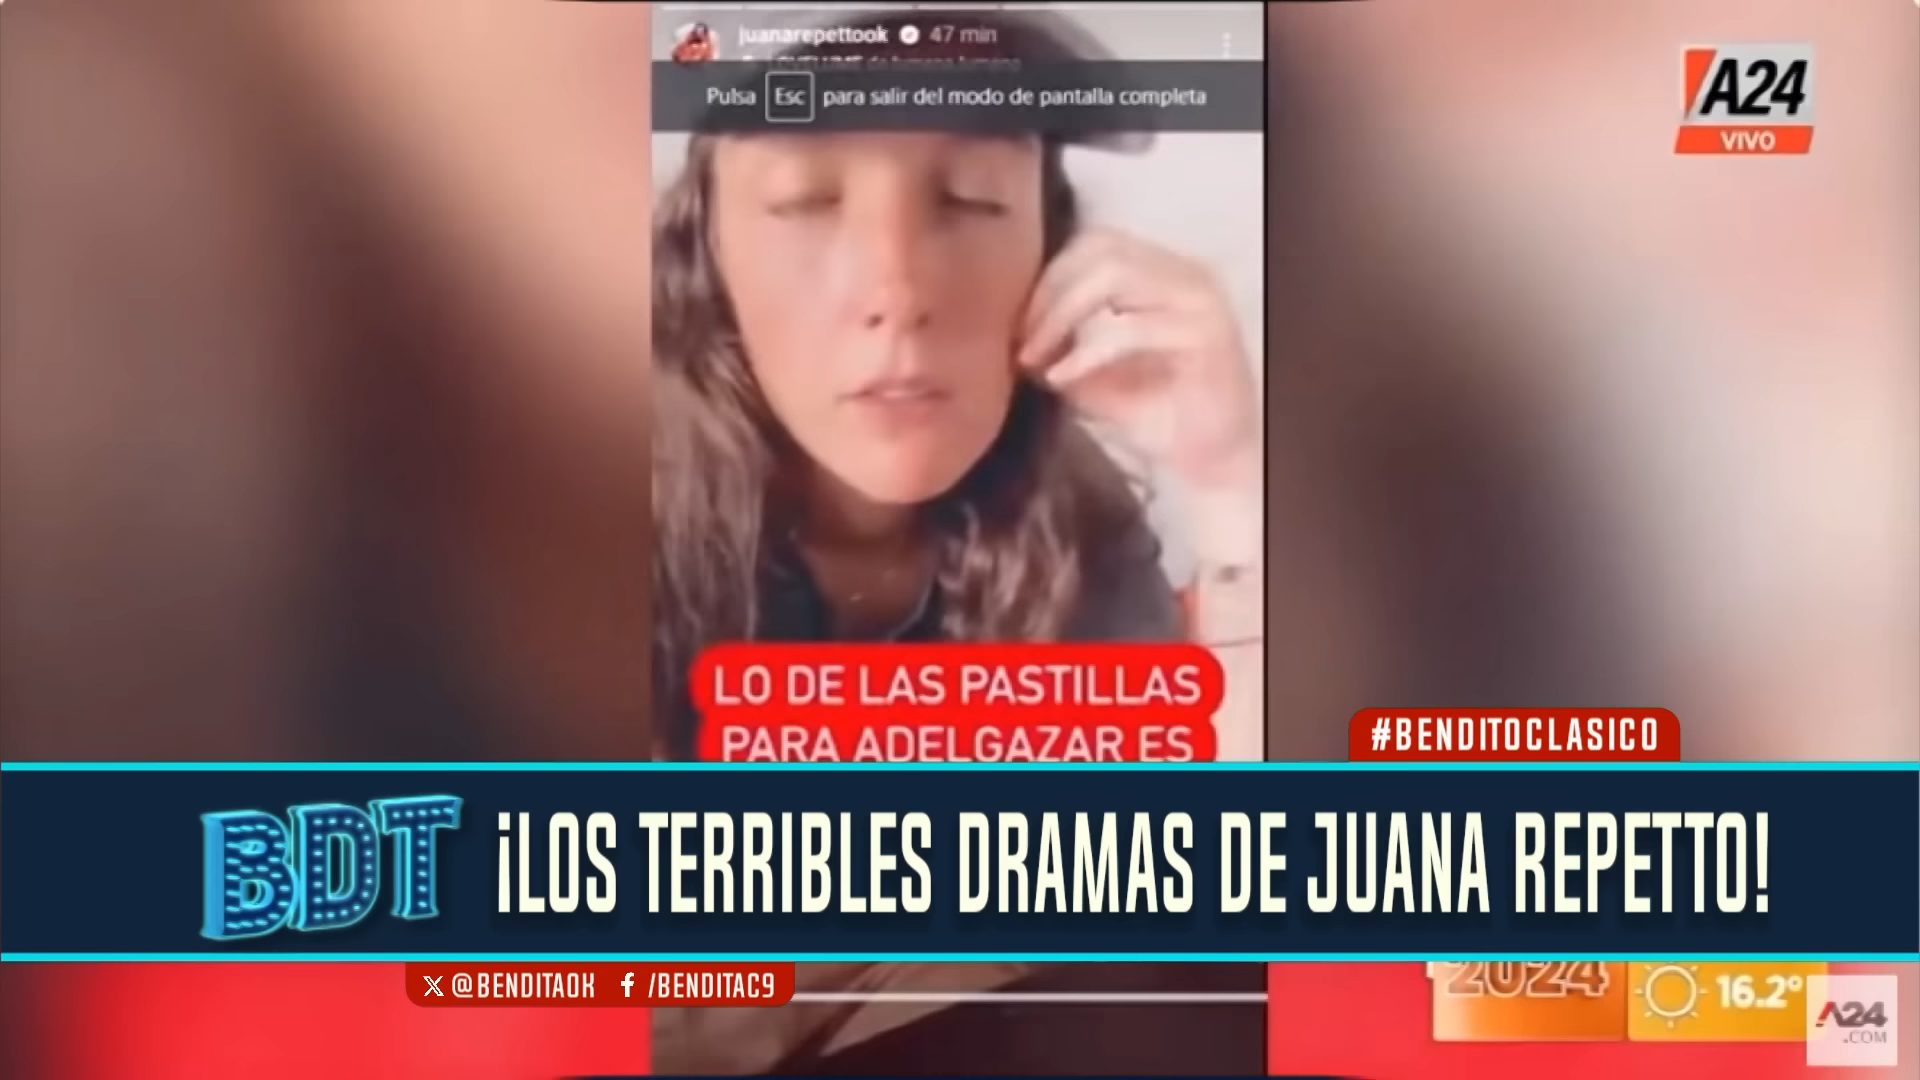 juanarepettook 47 min
Pulsa Esc para salir del modo de pantalla completa
A24
VIVO
LO DE LAS PASTILLAS
PARA ADELGAZAR ES
#BENDITOCLASICO
BDT ¡LOS TERRIBLES DRAMAS DE JUANA REPETTO!
X @BENDITAOK f /BENDITAC9
2024
16.2°
A24
.COM